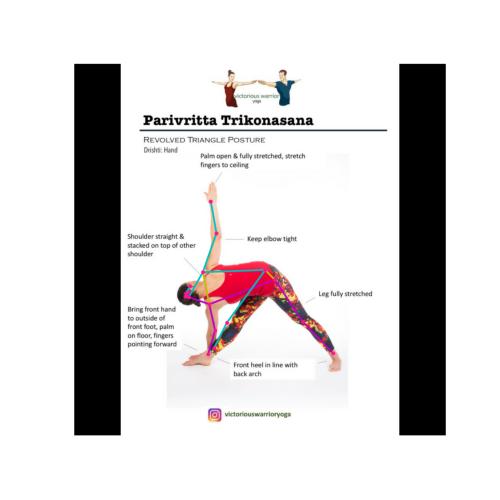 victorious warrior
yoga
Parivritta Trikonasana
REVOLVED TRIANGLE POSTURE
Drishti: Hand
Palm open & fully stretched, stretch
fingers to ceiling
Shoulder straight &
stacked on top of other
shoulder
Keep elbow tight
Leg fully stretched
Bring front hand
to outside of
front foot, palm
on floor, fingers
pointing forward
Front heel in line with
back arch
victoriouswarrioryoga